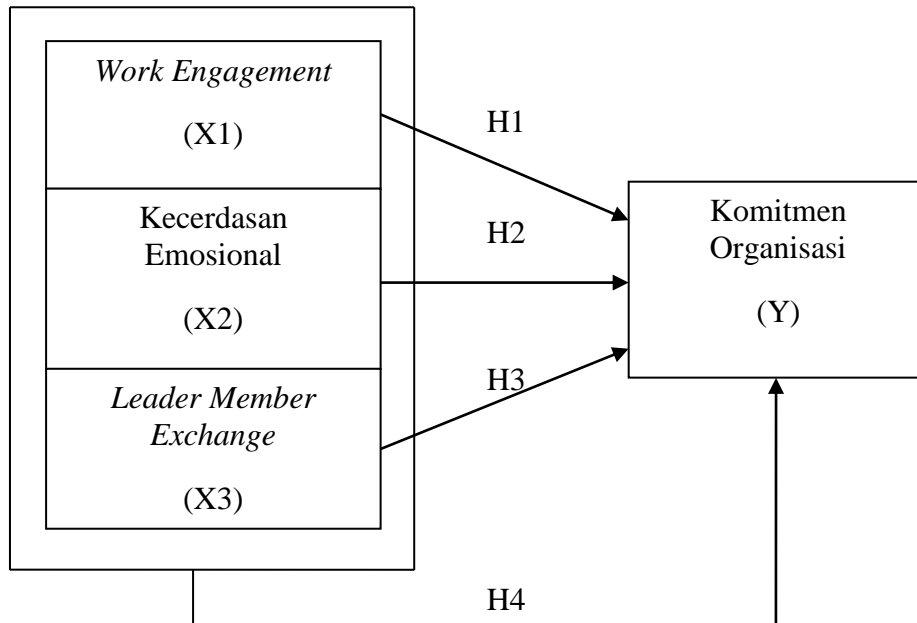 Work Engagement
(X1)
Kecerdasan
Emosional
(X2)
Leader Member
Exchange
(X3)
H1
H2
H3
H4
Komitmen
Organisasi
(Y)